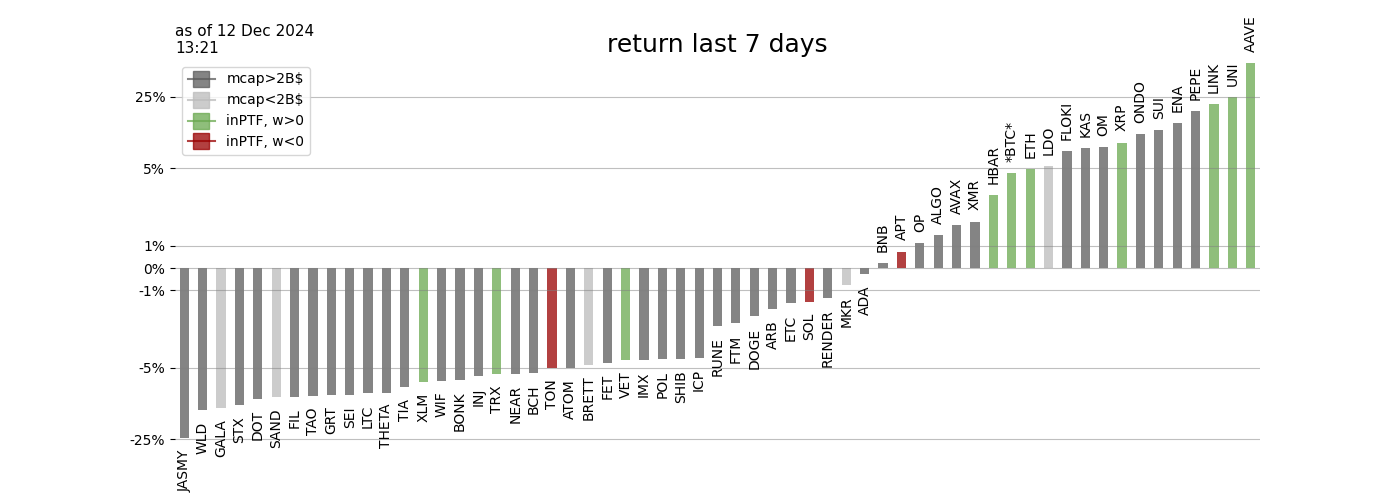 as of 12 Dec 2024
13:21
return last 7 days
mcap>2B$
mcap<2B$
inPTF, w>0
inPTF, w<0
25%
5%
1%
0%
-1%
-5%
-25%
JASMY
WLD
GALA
STX
DOT
SAND
FIL
TAO
GRT
SEI
LTC
THETA
TIA
XLM
WIF
BONK
INJ
TRX
NEAR
BCH
TON
ATOM
BRETT
FET
VET
IMX
POL
SHIB
ICP
RUNE
FTM
DOGE
ARB
ETC
SOL
RENDER
MKR
ADA
BNB
APT
OP
ALGO
AVAX
XMR
HBAR
*BTC*
ETH
LDO
FLOKI
KAS
OM
XRP
ONDO
SUI
ENA
PEPE
LINK
UNI
AAVE